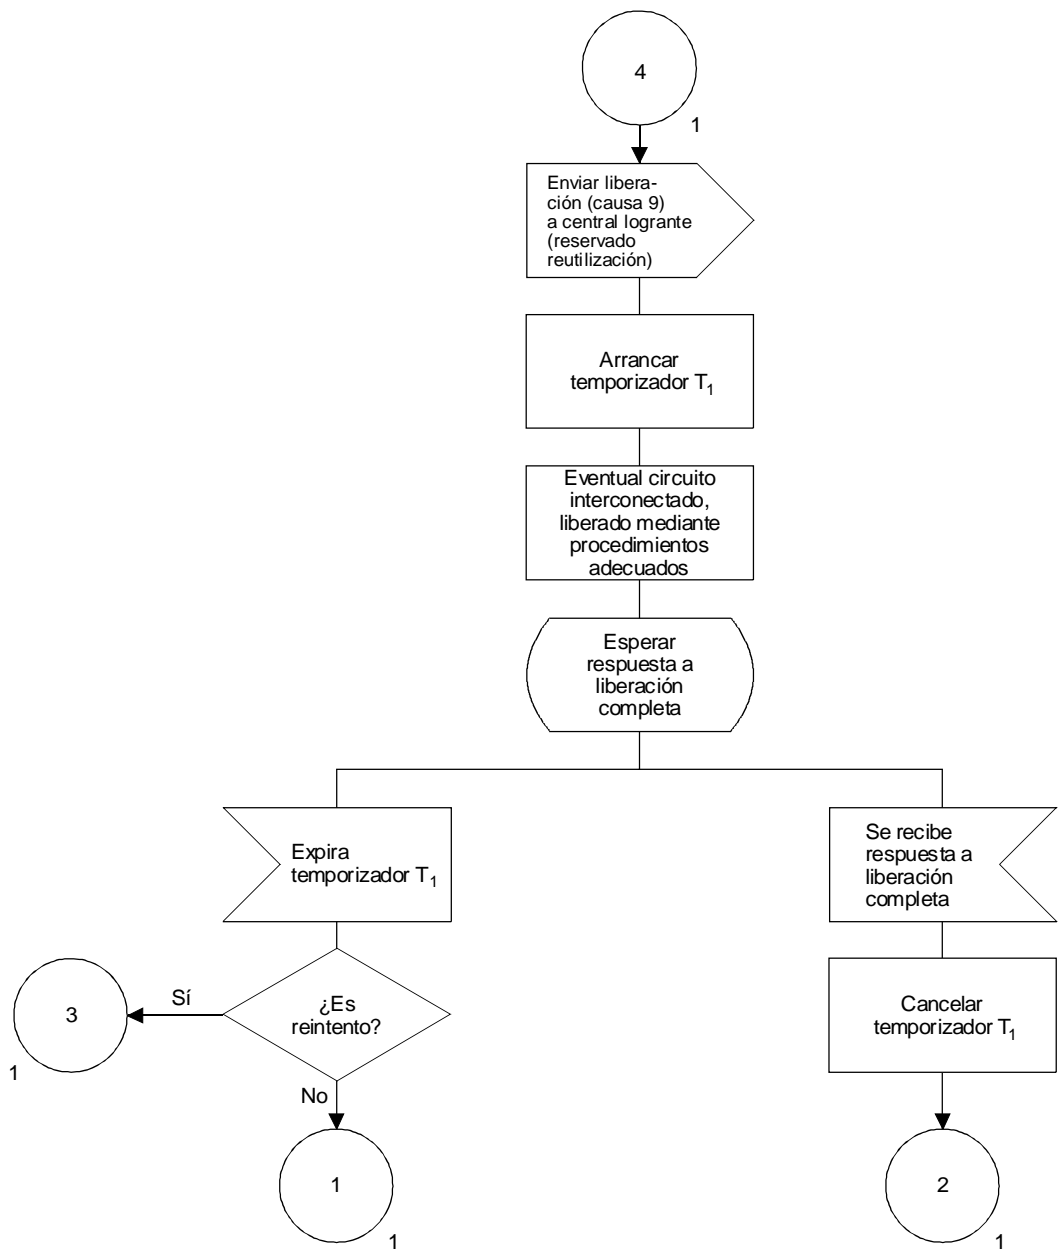 4
1
Enviar libera-
ción (causa 9)
a central logrante
(reservado
reutilización)
Arrancar
temporizador T1
Eventual circuito
interconectado,
liberado mediante
procedimientos
adecuados
Esperar
respuesta a
liberación
completa
Expira
temporizador T1
Se recibe
respuesta a
liberación
completa
¿Es
reintento?
Sí
3
1
No
1
1
Cancelar
temporizador T1
2
1